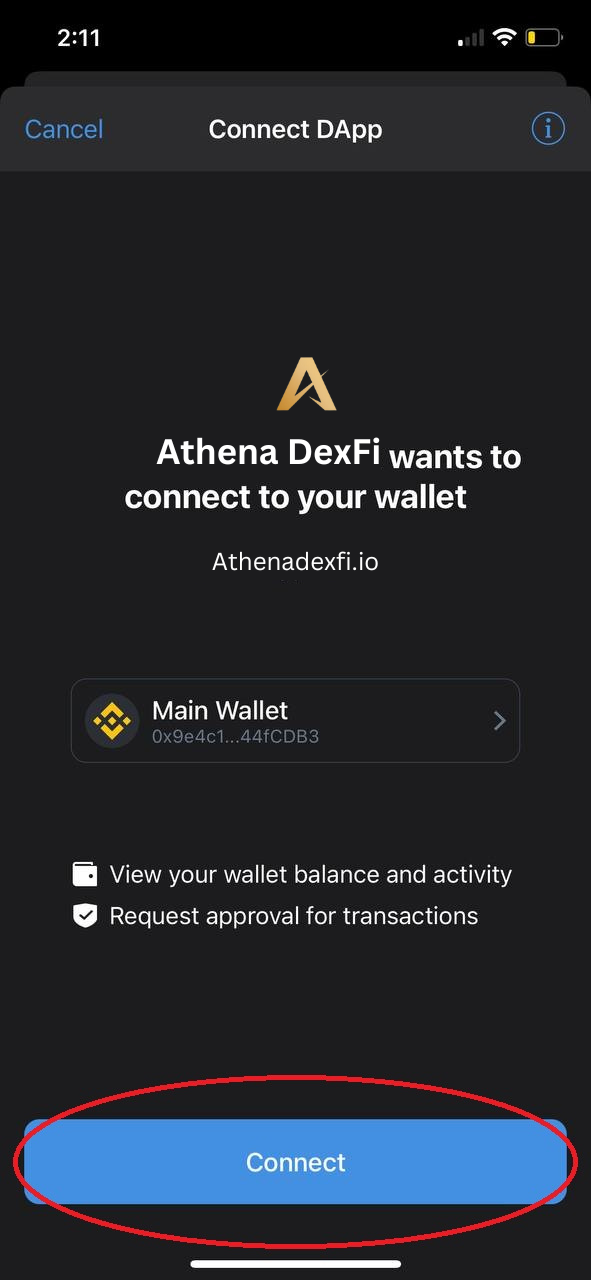 2:11
Cancel
Connect DApp
Athena DexFi wants to
connect to your wallet
Athenadexfi.io
Main Wallet
0x9e4c1...44fCDB3
View your wallet balance and activity
Request approval for transactions
Connect